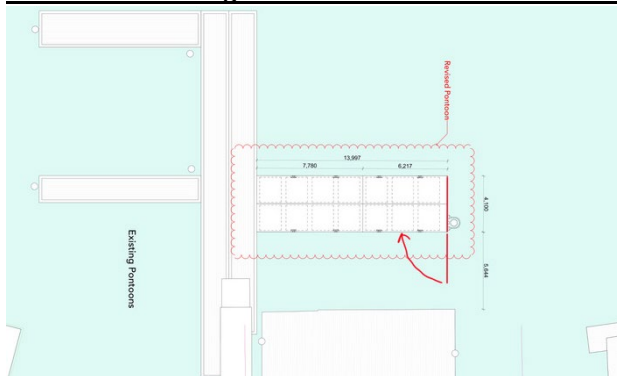 Revised Pontoon
13,997
7,780
6,217
4,100
5,644
Existing Pontoons